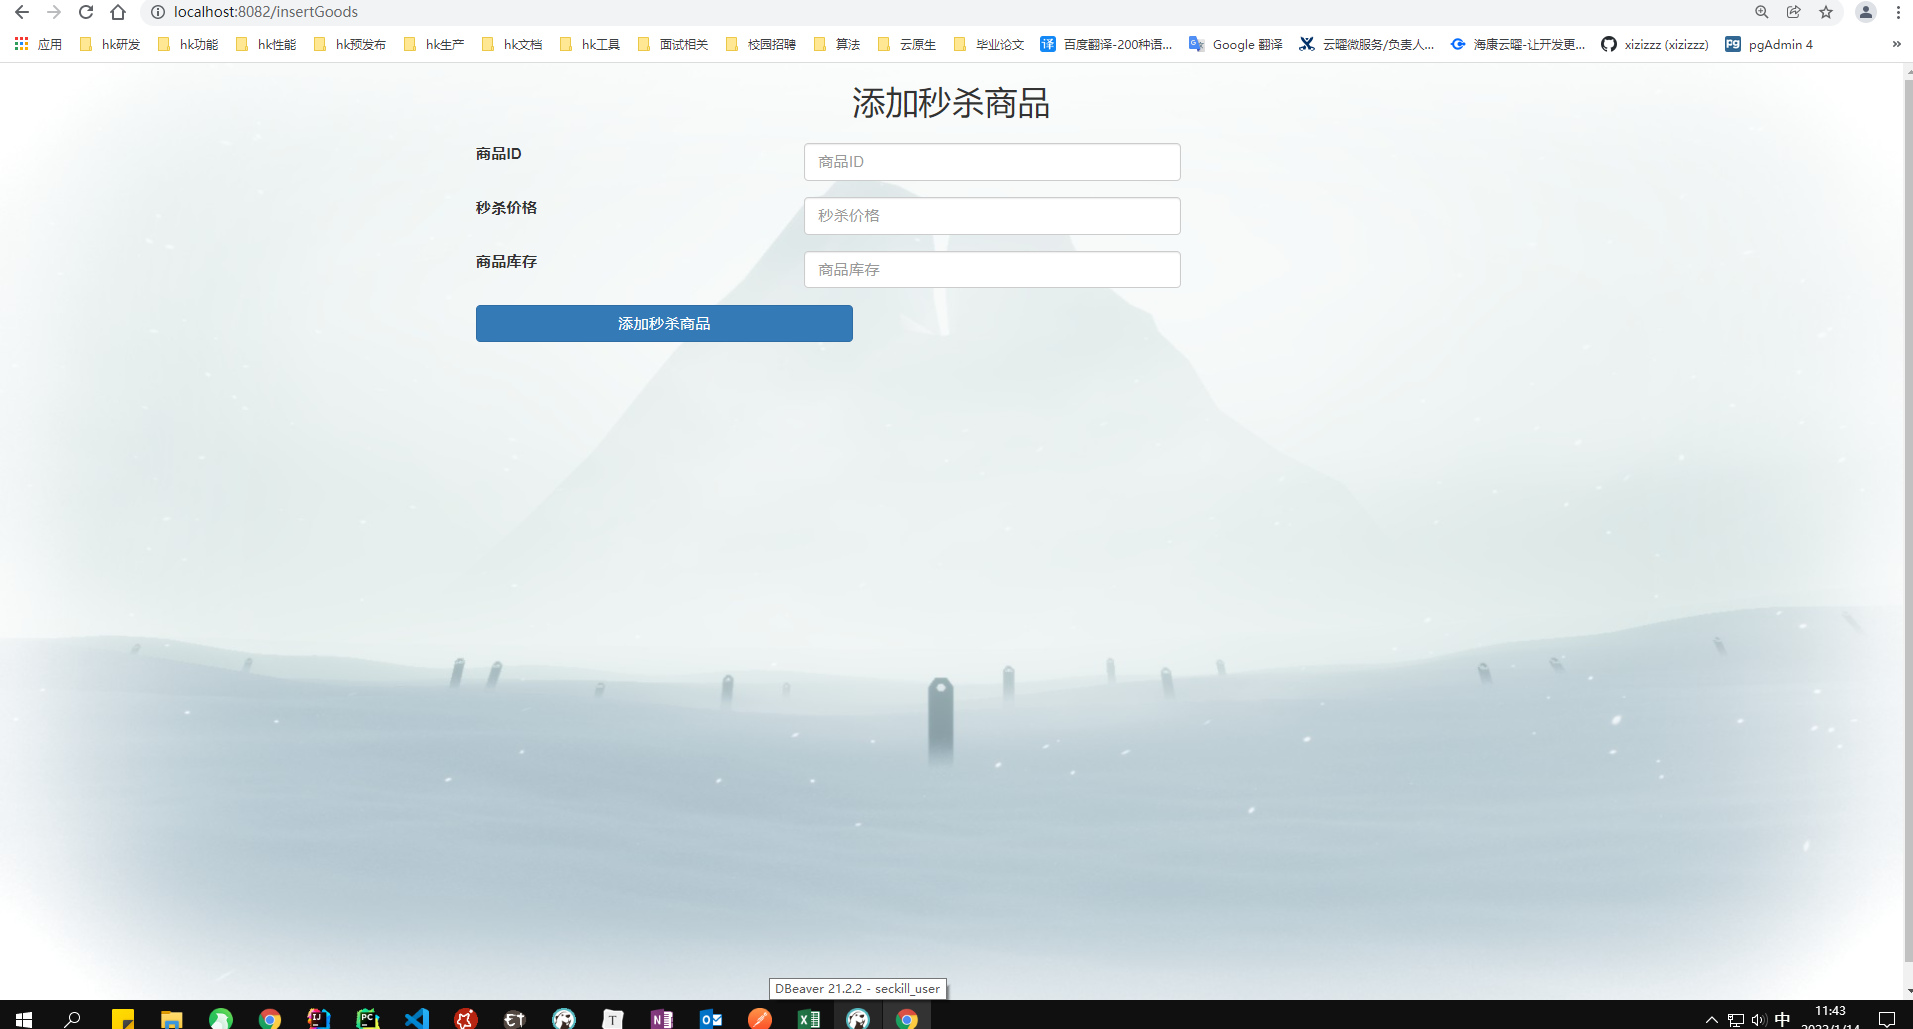 localhost:8082/insertGoods
应用 hk研发 hk功能 hk性能 hk预发布 hk生产 hk文档 hk工具 面试相关 校园招聘 算法 云原生 毕业论文 译 百度翻译-200种语... Google 翻译 云曜微服务/负责人... 海康云曜-让开发更... xizizzz (xizizzz) pgAdmin 4 »
添加秒杀商品
商品ID 商品ID
秒杀价格 秒杀价格
商品库存 商品库存
添加秒杀商品
DBeaver 21.2.2 - seckill_user
中 11:43